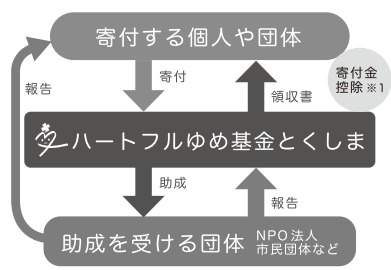 寄付する個人や団体
寄付
報告
領収書
寄付金
控除 ※1
ハートフルゆめ基金とくしま
助成
報告
助成を受ける団体
NPO法人
市民団体など